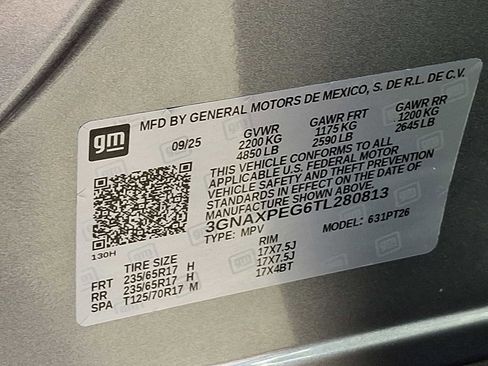 gm MFD BY GENERAL MOTORS DE MEXICO, S. DE R.L. DE C.V.
09/25 GVWR GAWR FRT GAWR RR
2200 KG 1175 KG 1200 KG
4850 LB 2590 LB 2645 LB
THIS VEHICLE CONFORMS TO ALL
APPLICABLE U.S. FEDERAL MOTOR
VEHICLE SAFETY AND THEFT PREVENTION
STANDARDS IN EFFECT ON THE DATE OF
MANUFACTURE SHOWN ABOVE.
3GNAXPEG6TL280813
TYPE: MPV MODEL: 631PT26
130H
TIRE SIZE RIM
FRT 235/65R17 H 17X7.5J
RR 235/65R17 H 17X7.5J
SPA T125/70R17 M 17X4BT